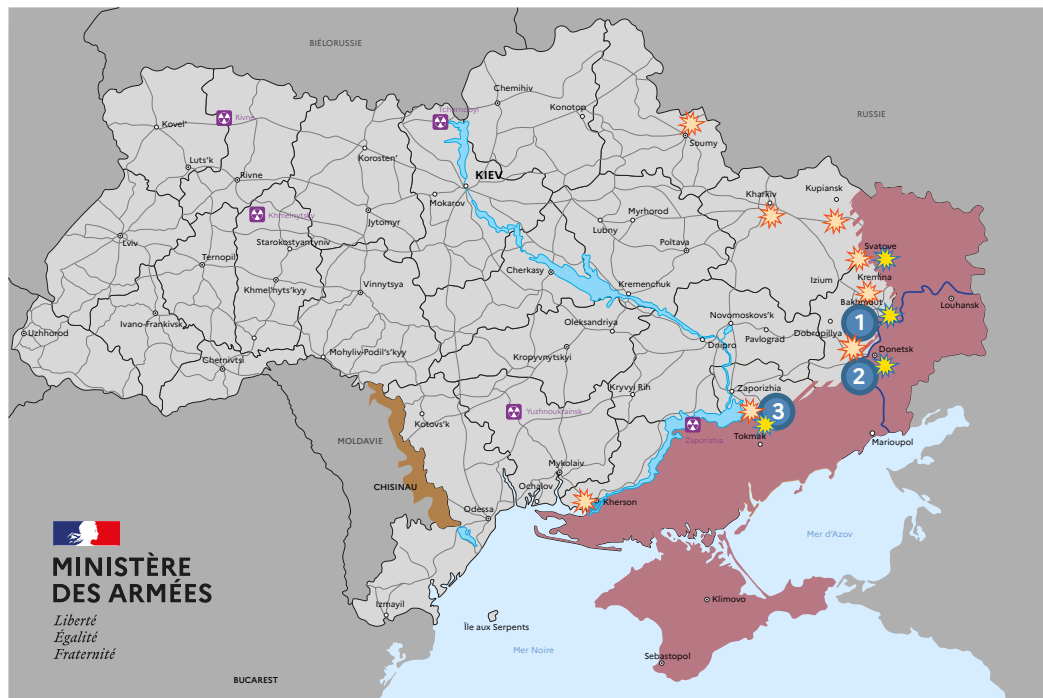 BIÉLORUSSIE
RUSSIE
Chernihiv
Konotop
Tchernobyl
Rivne
Kovel'
Soumy
Korosten'
Luts'k
Rivne
KIEV
Kharkiv
Kupiansk
Mokarov
Khmelnytsky
Jytomyr
Myrhorod
Lubny
Lviv
Starokostyantyniv
Poltava
Svatove
Ternopil
Cherkasy
Izium
Kremina
Khmel'nyts'kyy
Vinnytsya
Kremenchuk
Bakhmout
Louhansk
Ivano-Frankivsk
Oleksandriya
Novomoskovs'k
1
Uzhhorod
Dobropillya
Pavlograd
Dnipro
Mohyliv-Podil's'kyy
Kropyvnytskyi
Donetsk
Chernivtsi
2
Kryvyi Rih
Zaporizhia
Kotovs'k
Yuzhnoukrainsk
3
MOLDAVIE
Zaporizhia
Tokmak
Marioupol
Mykolaiv
CHISINAU
Ochalov
Kherson
Odessa
Mer d'Azov
MINISTÈRE
DES ARMÉES
Liberté
Égalité
Fraternité
Izmayil
Klimovo
Île aux Serpents
Mer Noire
Sebastopol
BUCAREST